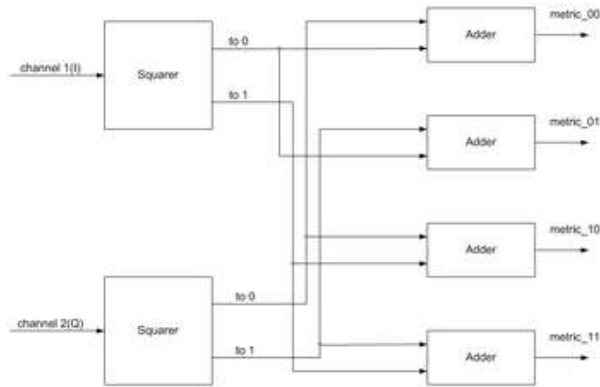 metric_00
Adder
to 0
channel 1(I)
Squarer
to 1
metric_01
Adder
metric_10
Adder
to 0
channel 2(Q)
Squarer
metric_11
to 1
Adder